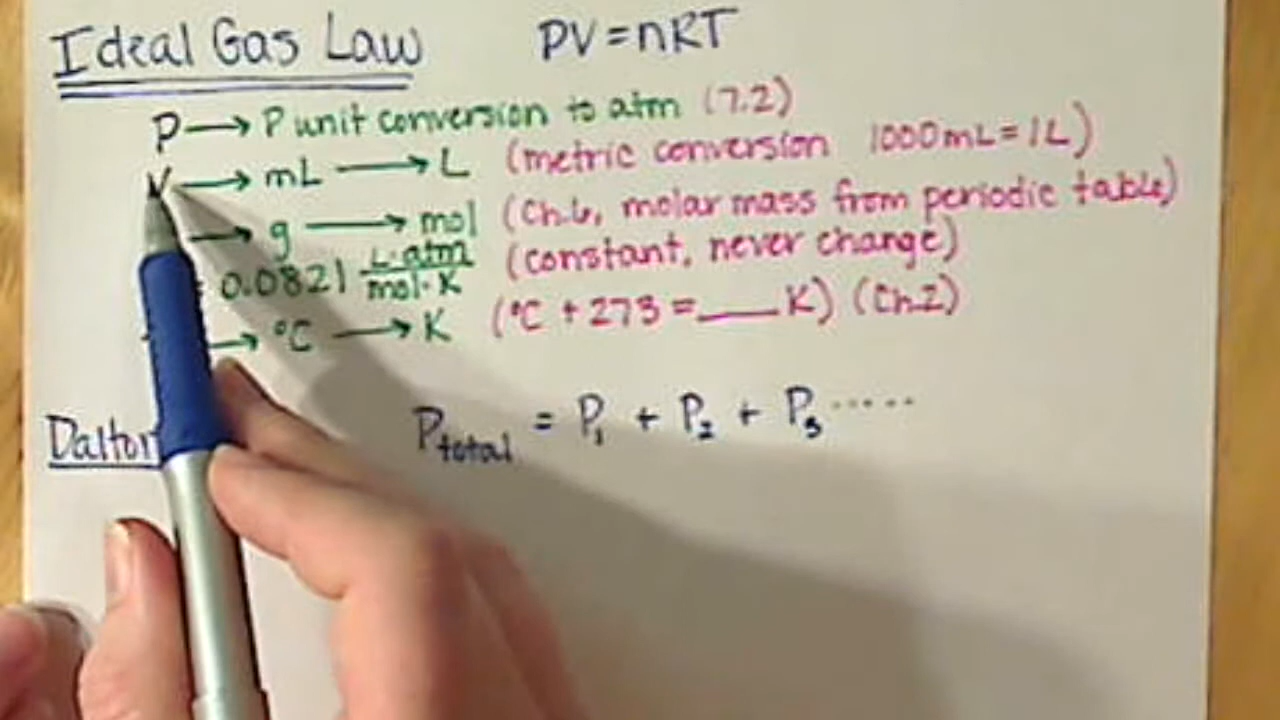 Ideal Gas Law PV = nRT
P → P unit conversion to atm (7.2)
V → mL → L (metric conversion 1000mL = 1L)
→ g → mol (Ch.6, molar mass from periodic table)
= 0.0821 L·atm/mol·K (constant, never change)
→ °C → K (°C + 273 = ___ K) (Ch.2)
Dalton P total = P₁ + P₂ + P₃ .....